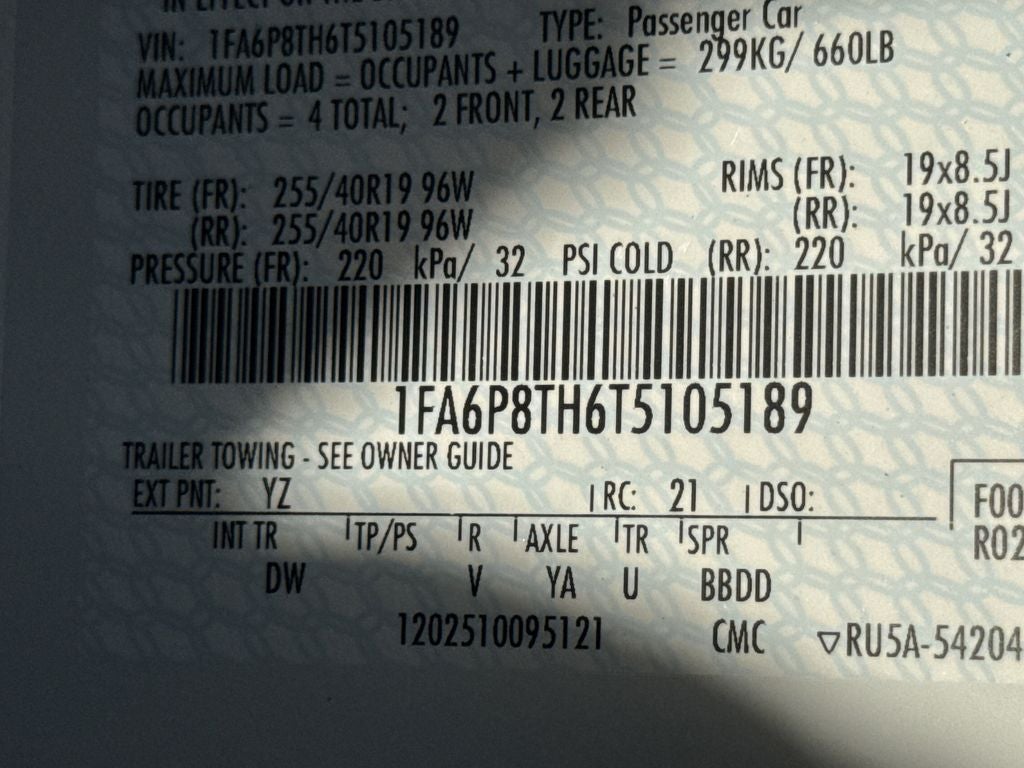 VIN: 1FA6P8TH6T5105189 TYPE: Passenger Car
MAXIMUM LOAD = OCCUPANTS + LUGGAGE = 299KG/ 660LB
OCCUPANTS = 4 TOTAL; 2 FRONT, 2 REAR
TIRE (FR): 255/40R19 96W RIMS (FR): 19x8.5J
(RR): 255/40R19 96W (RR): 19x8.5J
PRESSURE (FR): 220 kPa/ 32 PSI COLD (RR): 220 kPa/ 32
1FA6P8TH6T5105189
TRAILER TOWING - SEE OWNER GUIDE
EXT PNT: YZ RC: 21 DSO: F00
INT TR TP/PS R AXLE TR SPR R02
DW V YA U BBDD
1202510095121 CMC ▽RU5A-54204